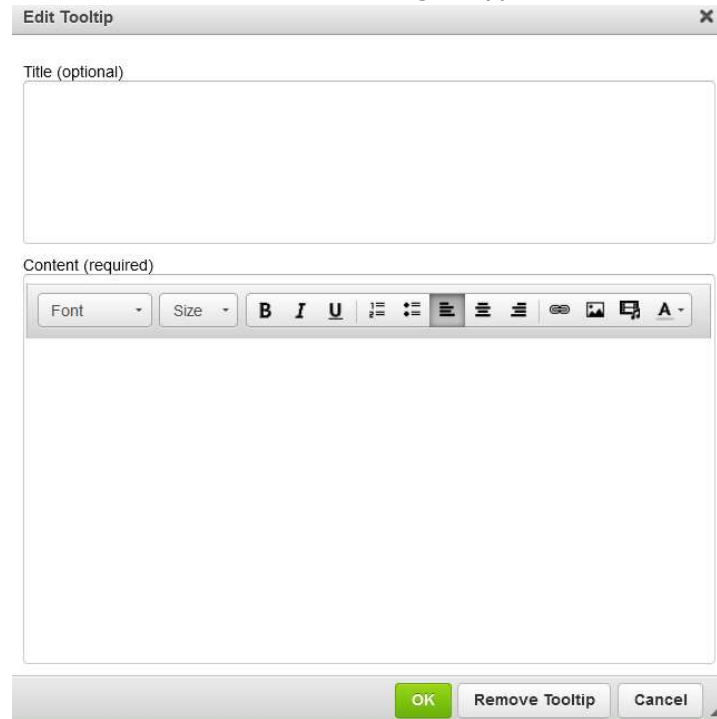 Edit Tooltip
Title (optional)
Content (required)
Font Size B I U A
OK Remove Tooltip Cancel